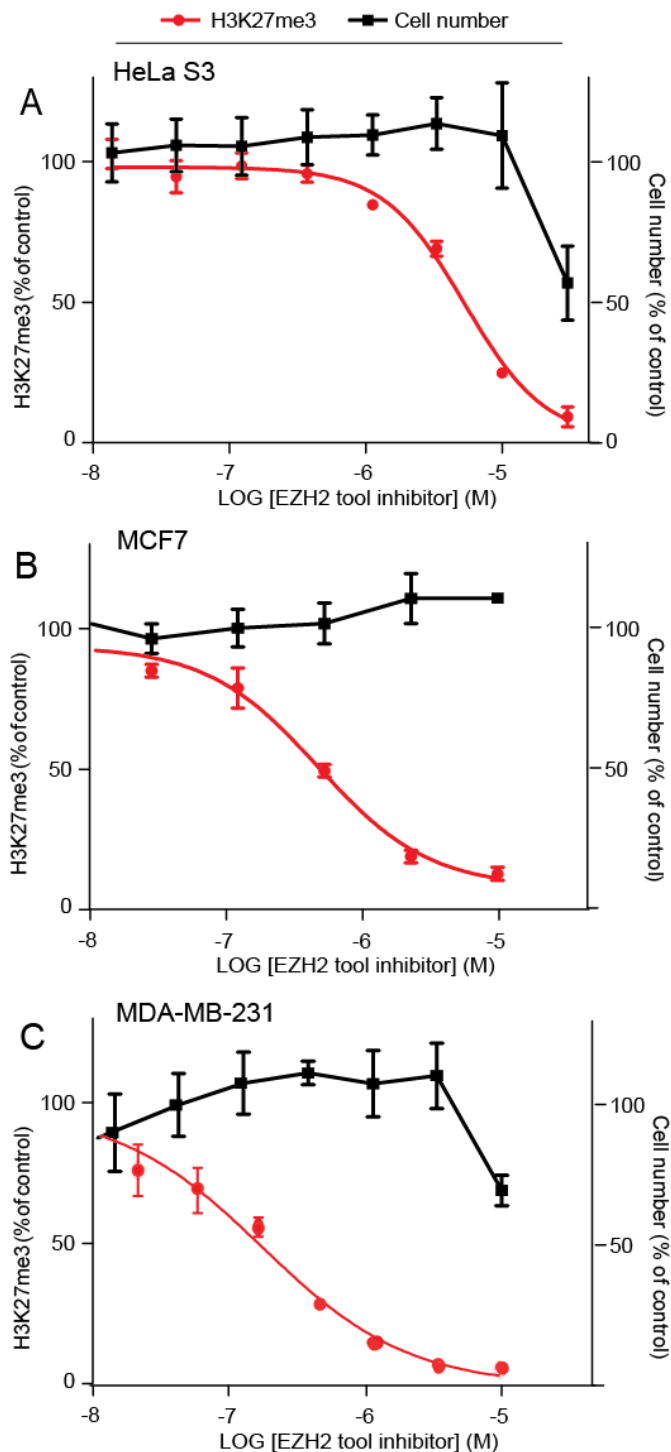 H3K27me3 Cell number
A
HeLa S3
H3K27me3 (% of control)
100
50
0
Cell number (% of control)
100
50
0
-8 -7 -6 -5
LOG [EZH2 tool inhibitor] (M)
B
MCF7
H3K27me3 (% of control)
100
50
0
Cell number (% of control)
100
50
0
-8 -7 -6 -5
LOG [EZH2 tool inhibitor] (M)
C
MDA-MB-231
H3K27me3 (% of control)
100
50
0
Cell number (% of control)
100
50
-8 -7 -6 -5
LOG [EZH2 tool inhibitor] (M)